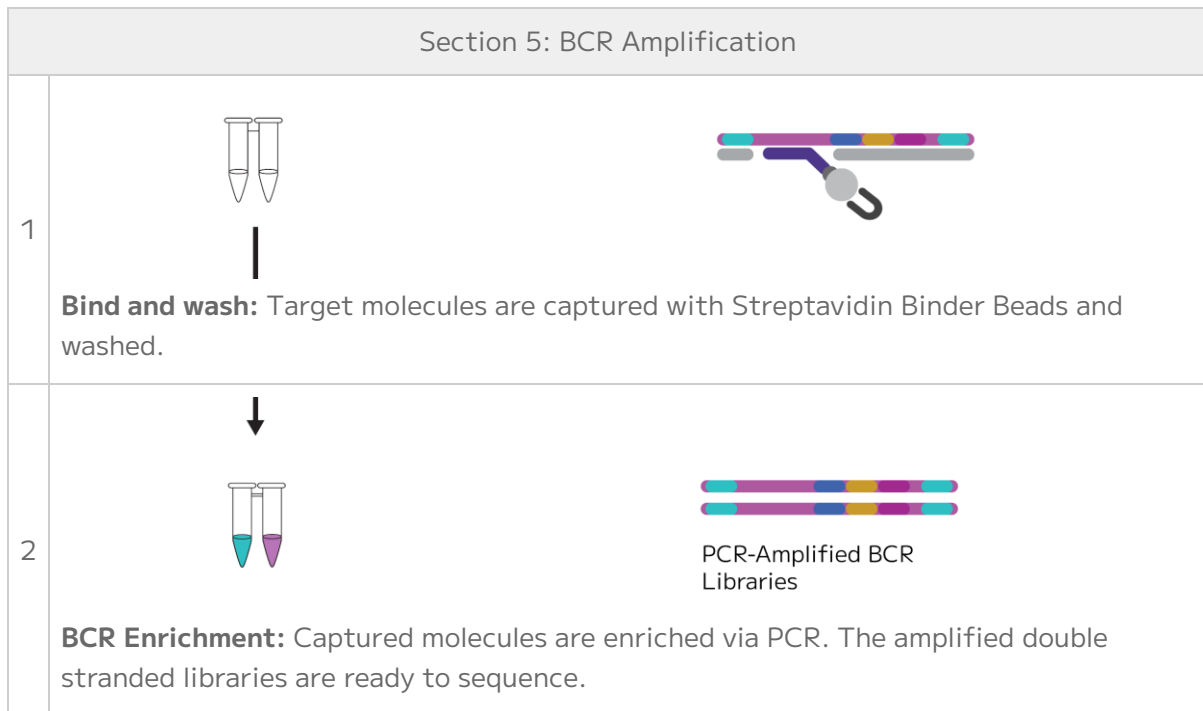 Section 5: BCR Amplification
1
Bind and wash: Target molecules are captured with Streptavidin Binder Beads and
washed.
2
PCR-Amplified BCR
Libraries
BCR Enrichment: Captured molecules are enriched via PCR. The amplified double
stranded libraries are ready to sequence.